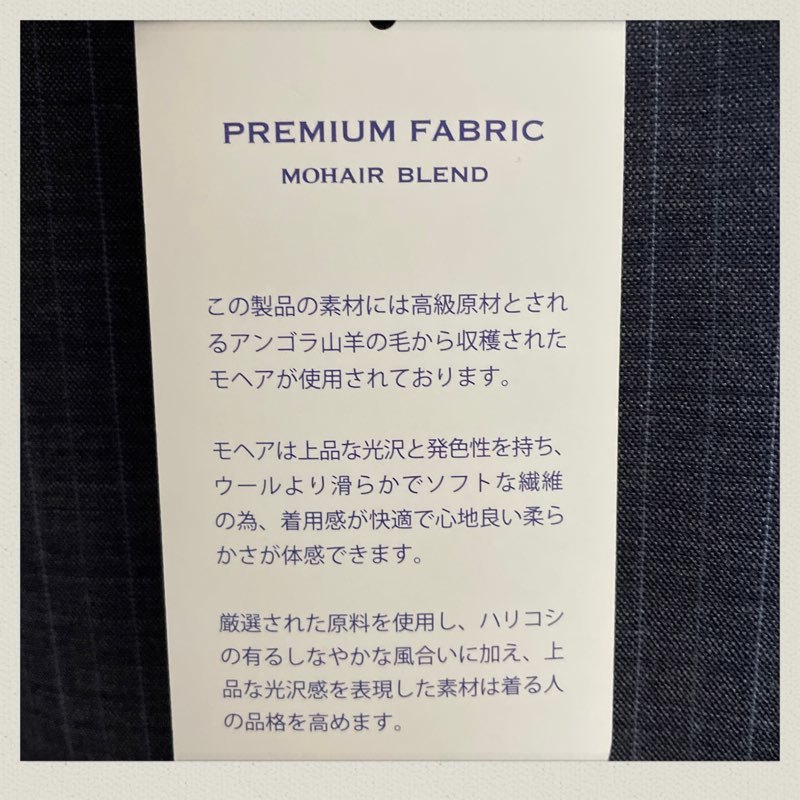 PREMIUM FABRIC
MOHAIR BLEND
この製品の素材には高級原材とされ
るアンゴラ山羊の毛から収穫された
モヘアが使用されております。
モヘアは上品な光沢と発色性を持ち、
ウールより滑らかでソフトな繊維
の為、着用感が快適で心地良い柔ら
かさが体感できます。
厳選された原料を使用し、ハリコシ
の有るしなやかな風合いに加え、上
品な光沢感を表現した素材は着る人
の品格を高めます。